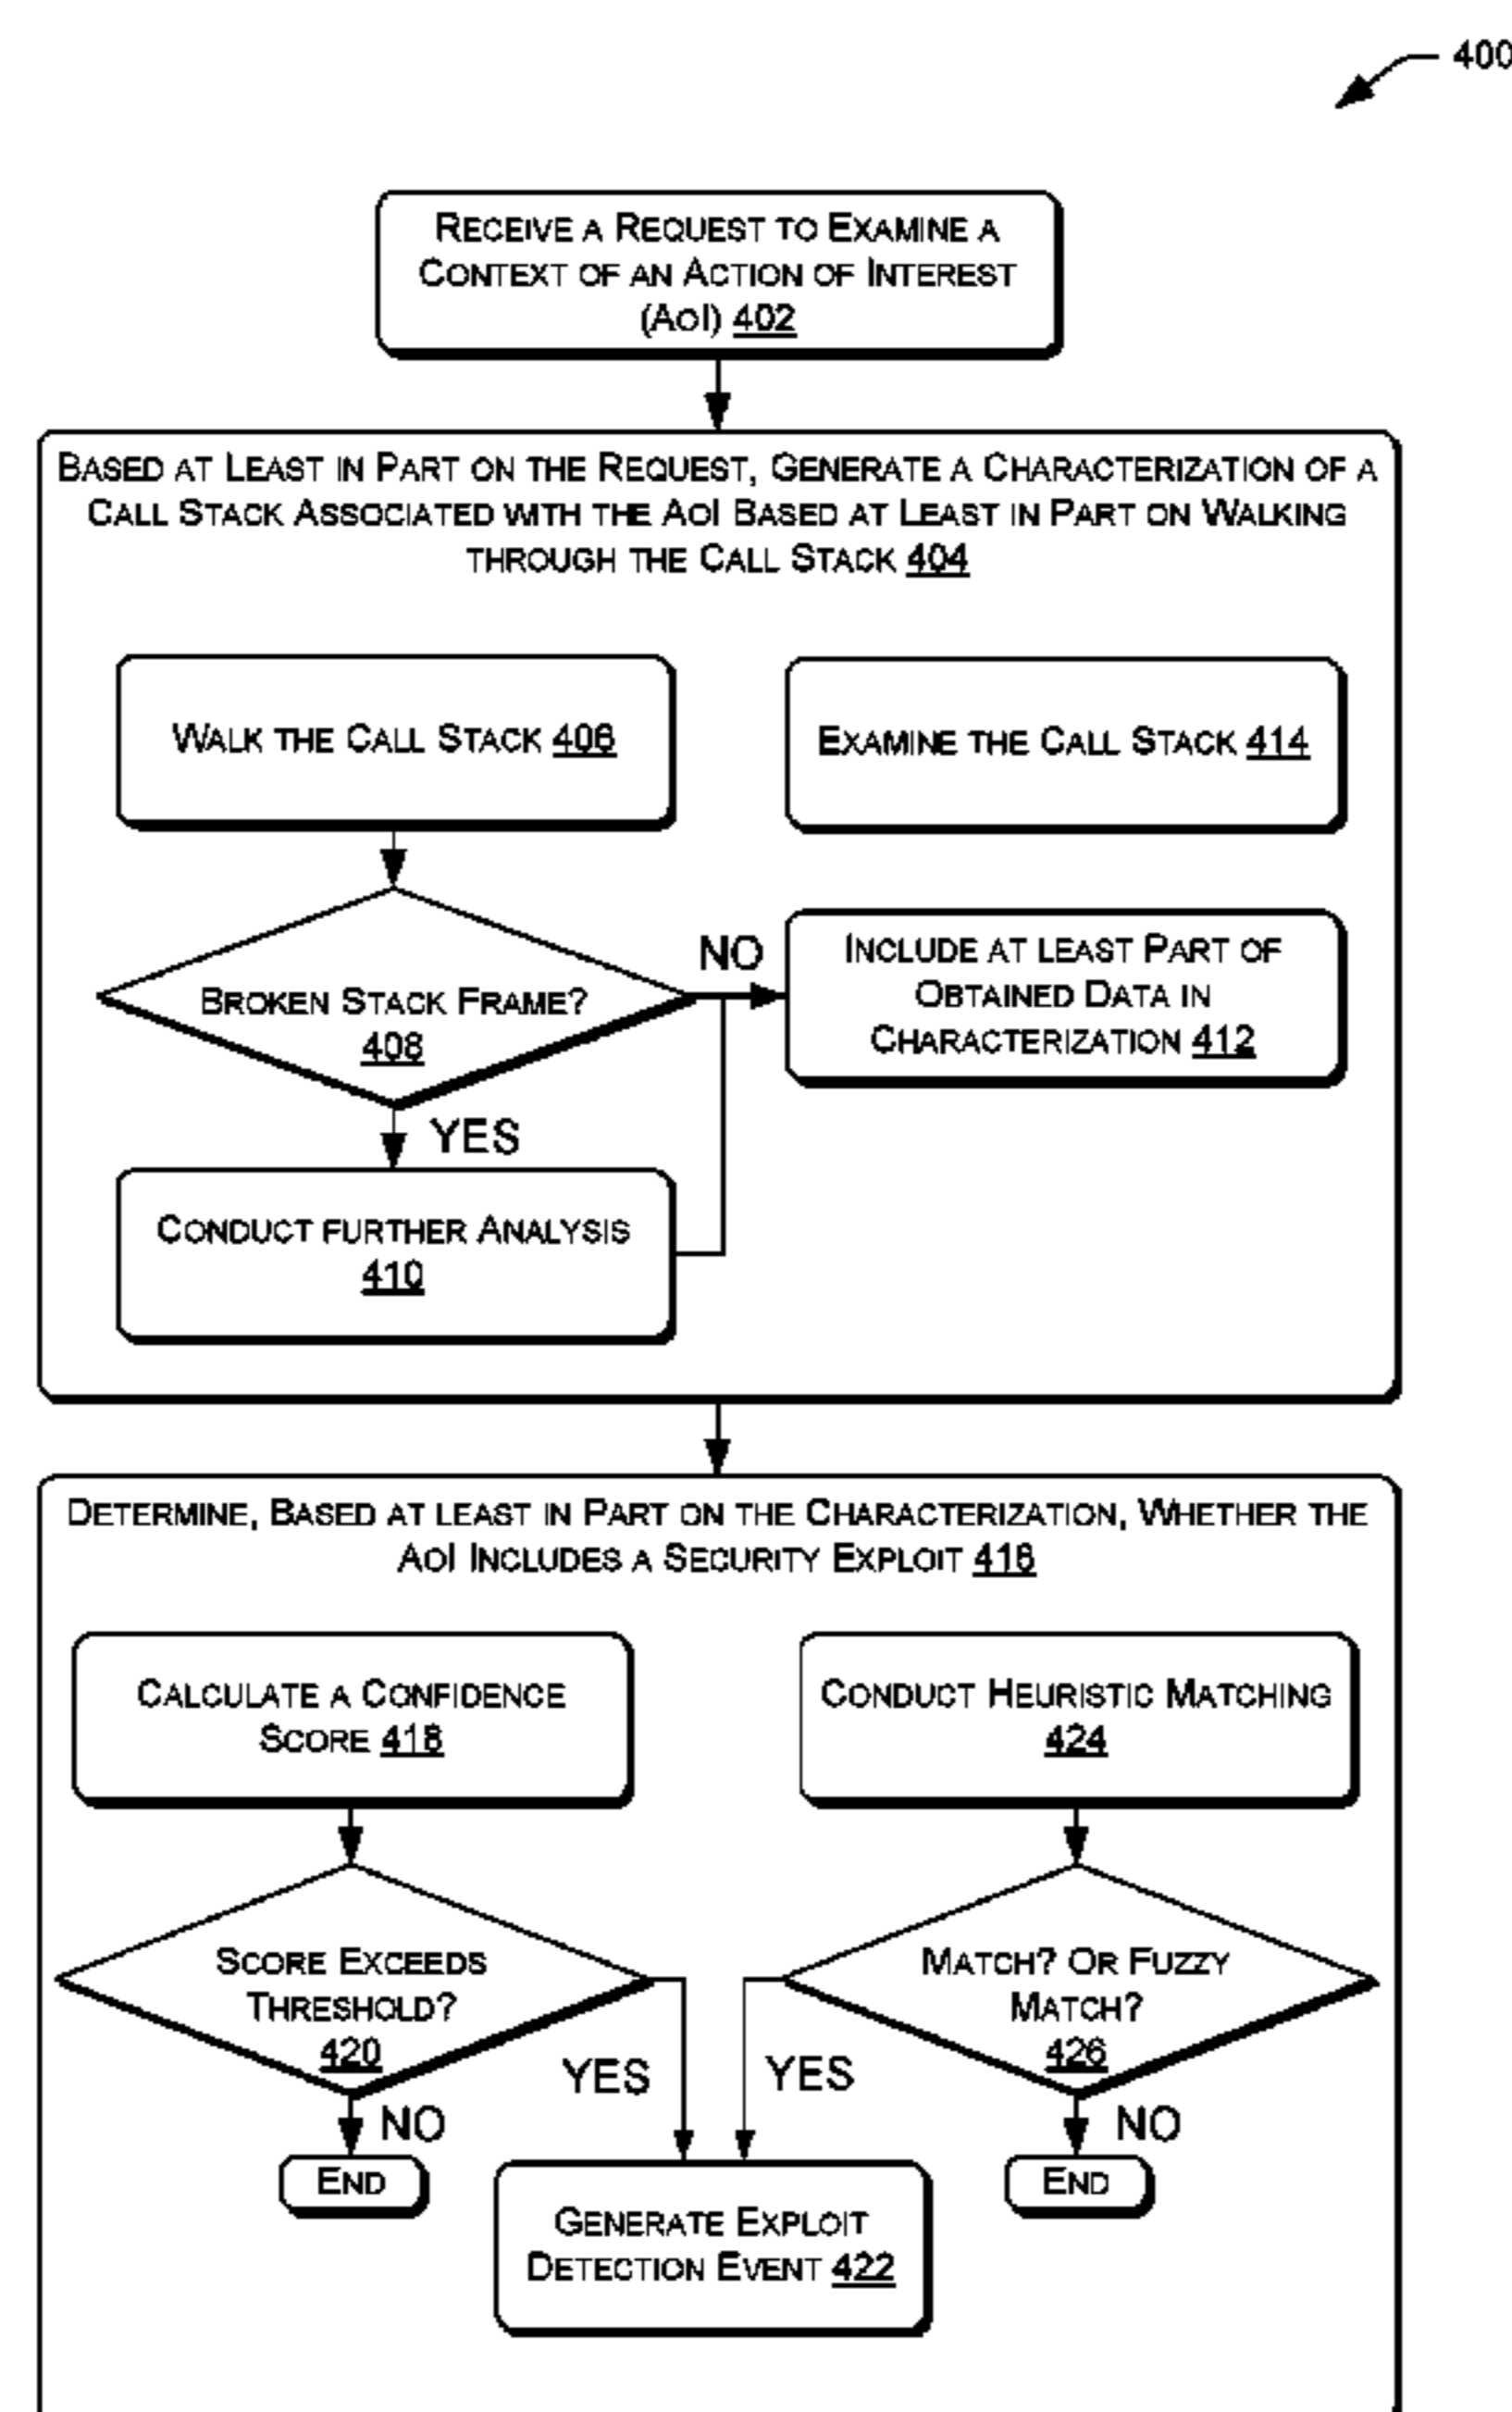 400
RECEIVE A REQUEST TO EXAMINE A
CONTEXT OF AN ACTION OF INTEREST
(AOI) 402
BASED AT LEAST IN PART ON THE REQUEST, GENERATE A CHARACTERIZATION OF A
CALL STACK ASSOCIATED WITH THE AOI BASED AT LEAST IN PART ON WALKING
THROUGH THE CALL STACK 404
WALK THE CALL STACK 406
EXAMINE THE CALL STACK 414
BROKEN STACK FRAME?
408
NO
INCLUDE AT LEAST PART OF
OBTAINED DATA IN
CHARACTERIZATION 412
YES
CONDUCT FURTHER ANALYSIS
410
DETERMINE, BASED AT LEAST IN PART ON THE CHARACTERIZATION, WHETHER THE
AOI INCLUDES A SECURITY EXPLOIT 416
CALCULATE A CONFIDENCE
SCORE 418
CONDUCT HEURISTIC MATCHING
424
SCORE EXCEEDS
THRESHOLD?
420
MATCH? OR FUZZY
MATCH?
426
YES
YES
NO
NO
END
END
GENERATE EXPLOIT
DETECTION EVENT 422